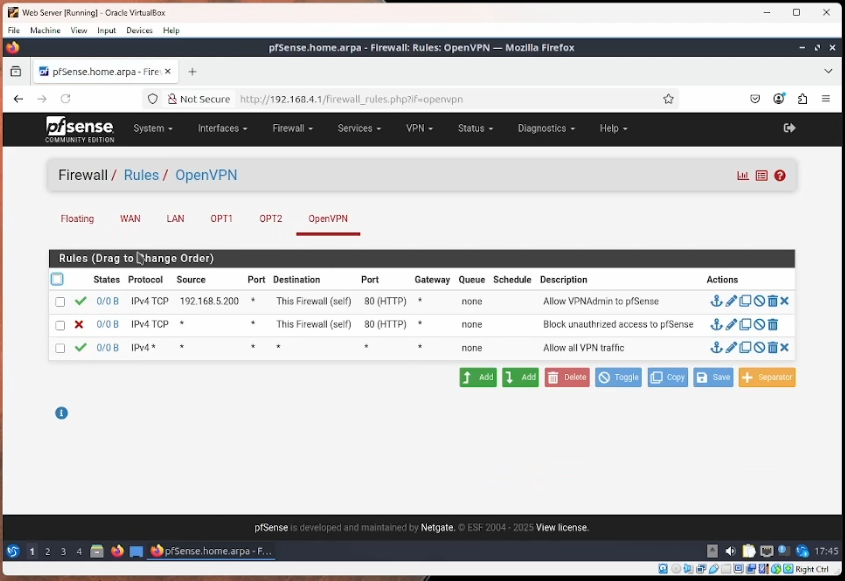 Web Server [Running] - Oracle VirtualBox
File Machine View Input Devices Help
pfSense.home.arpa - Firewall: Rules: OpenVPN — Mozilla Firefox
pfSense.home.arpa - Fire
Not Secure http://192.168.4.1/firewall_rules.php?if=openvpn
pfsense System Interfaces Firewall Services VPN Status Diagnostics Help
COMMUNITY EDITION
Firewall / Rules / OpenVPN
Floating WAN LAN OPT1 OPT2 OpenVPN
Rules (Drag to Change Order)
States Protocol Source Port Destination Port Gateway Queue Schedule Description Actions
0/0 B IPv4 TCP 192.168.5.200 * This Firewall (self) 80 (HTTP) * none Allow VPNAdmin to pfSense
0/0 B IPv4 TCP * * This Firewall (self) 80 (HTTP) * none Block unauthrized access to pfSense
0/0 B IPv4 * * * * * * none Allow all VPN traffic
Add Add Delete Toggle Copy Save Separator
pfSense is developed and maintained by Netgate. © ESF 2004 - 2025 View license.
1 2 3 4 pfSense.home.arpa - F... 17:45
Right Ctrl